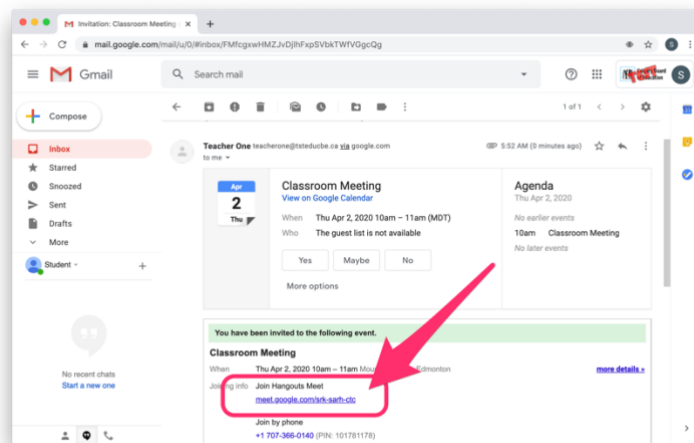 Invitation: Classroom Meeting
mail.google.com/mail/u/0/#inbox/FMfcgxwHMZJvDjlhFxpSVbkTWfVGgcQg
S
Gmail
Search mail
S
Compose
1 of 1
Inbox
Starred
Snoozed
Sent
Drafts
More
Student
Teacher One teacherone@tsteducbe.ca via google.com
5:52 AM (0 minutes ago)
to me
Apr
2
Thu
Classroom Meeting
View on Google Calendar
When Thu Apr 2, 2020 10am – 11am (MDT)
Who The guest list is not available
Yes Maybe No
More options
Agenda
Thu Apr 2, 2020
No earlier events
10am Classroom Meeting
No later events
No recent chats
Start a new one
You have been invited to the following event.
Classroom Meeting
When Thu Apr 2, 2020 10am – 11am Edmonton
more details »
Joining info Join Hangouts Meet
meet.google.com/srk-sarh-ctc
Join by phone
+1 707-366-0140 (PIN: 101781178)